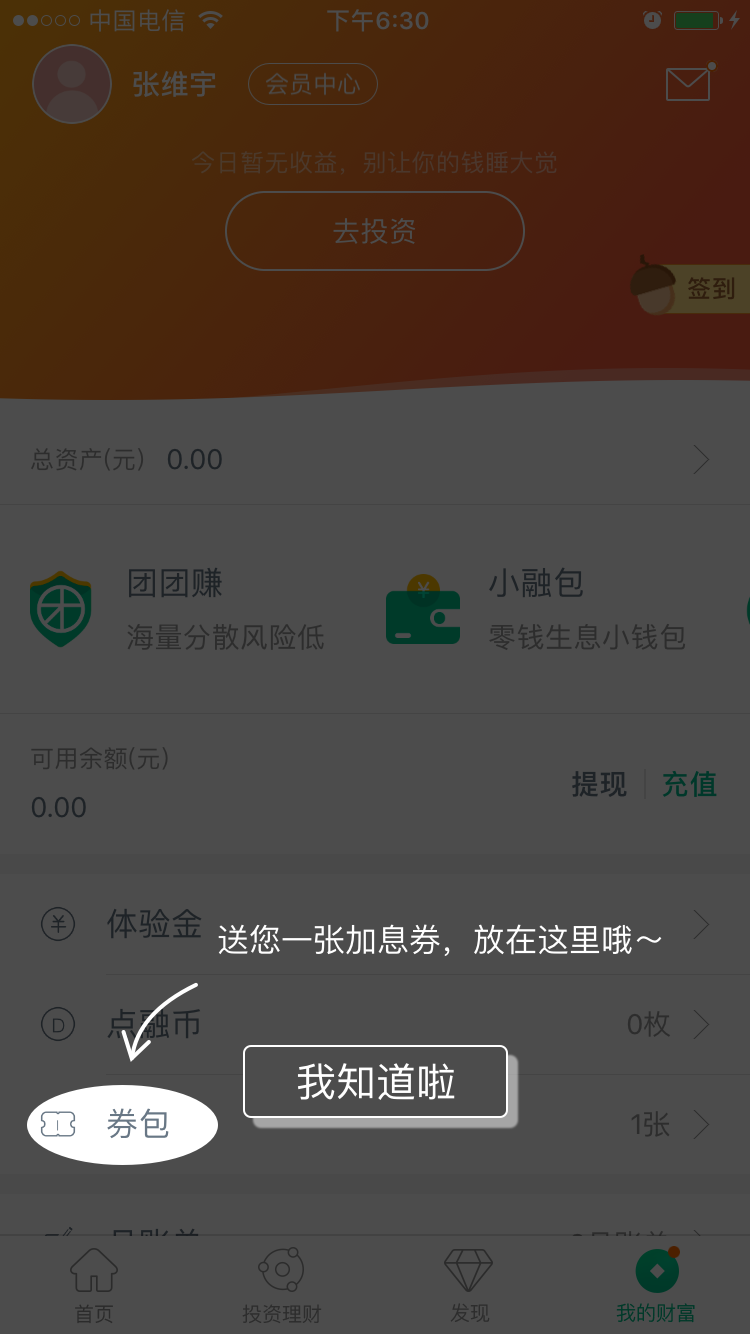 中国电信 下午6:30
张维宇 会员中心
今日暂无收益，别让你的钱睡大觉
去投资
签到
总资产(元) 0.00
团团赚 小融包
海量分散风险低 零钱生息小钱包
可用余额(元)
0.00
提现 充值
体验金
送您一张加息券，放在这里哦～
点融币 0枚
我知道啦
券包 1张
首页 投资理财 发现 我的财富